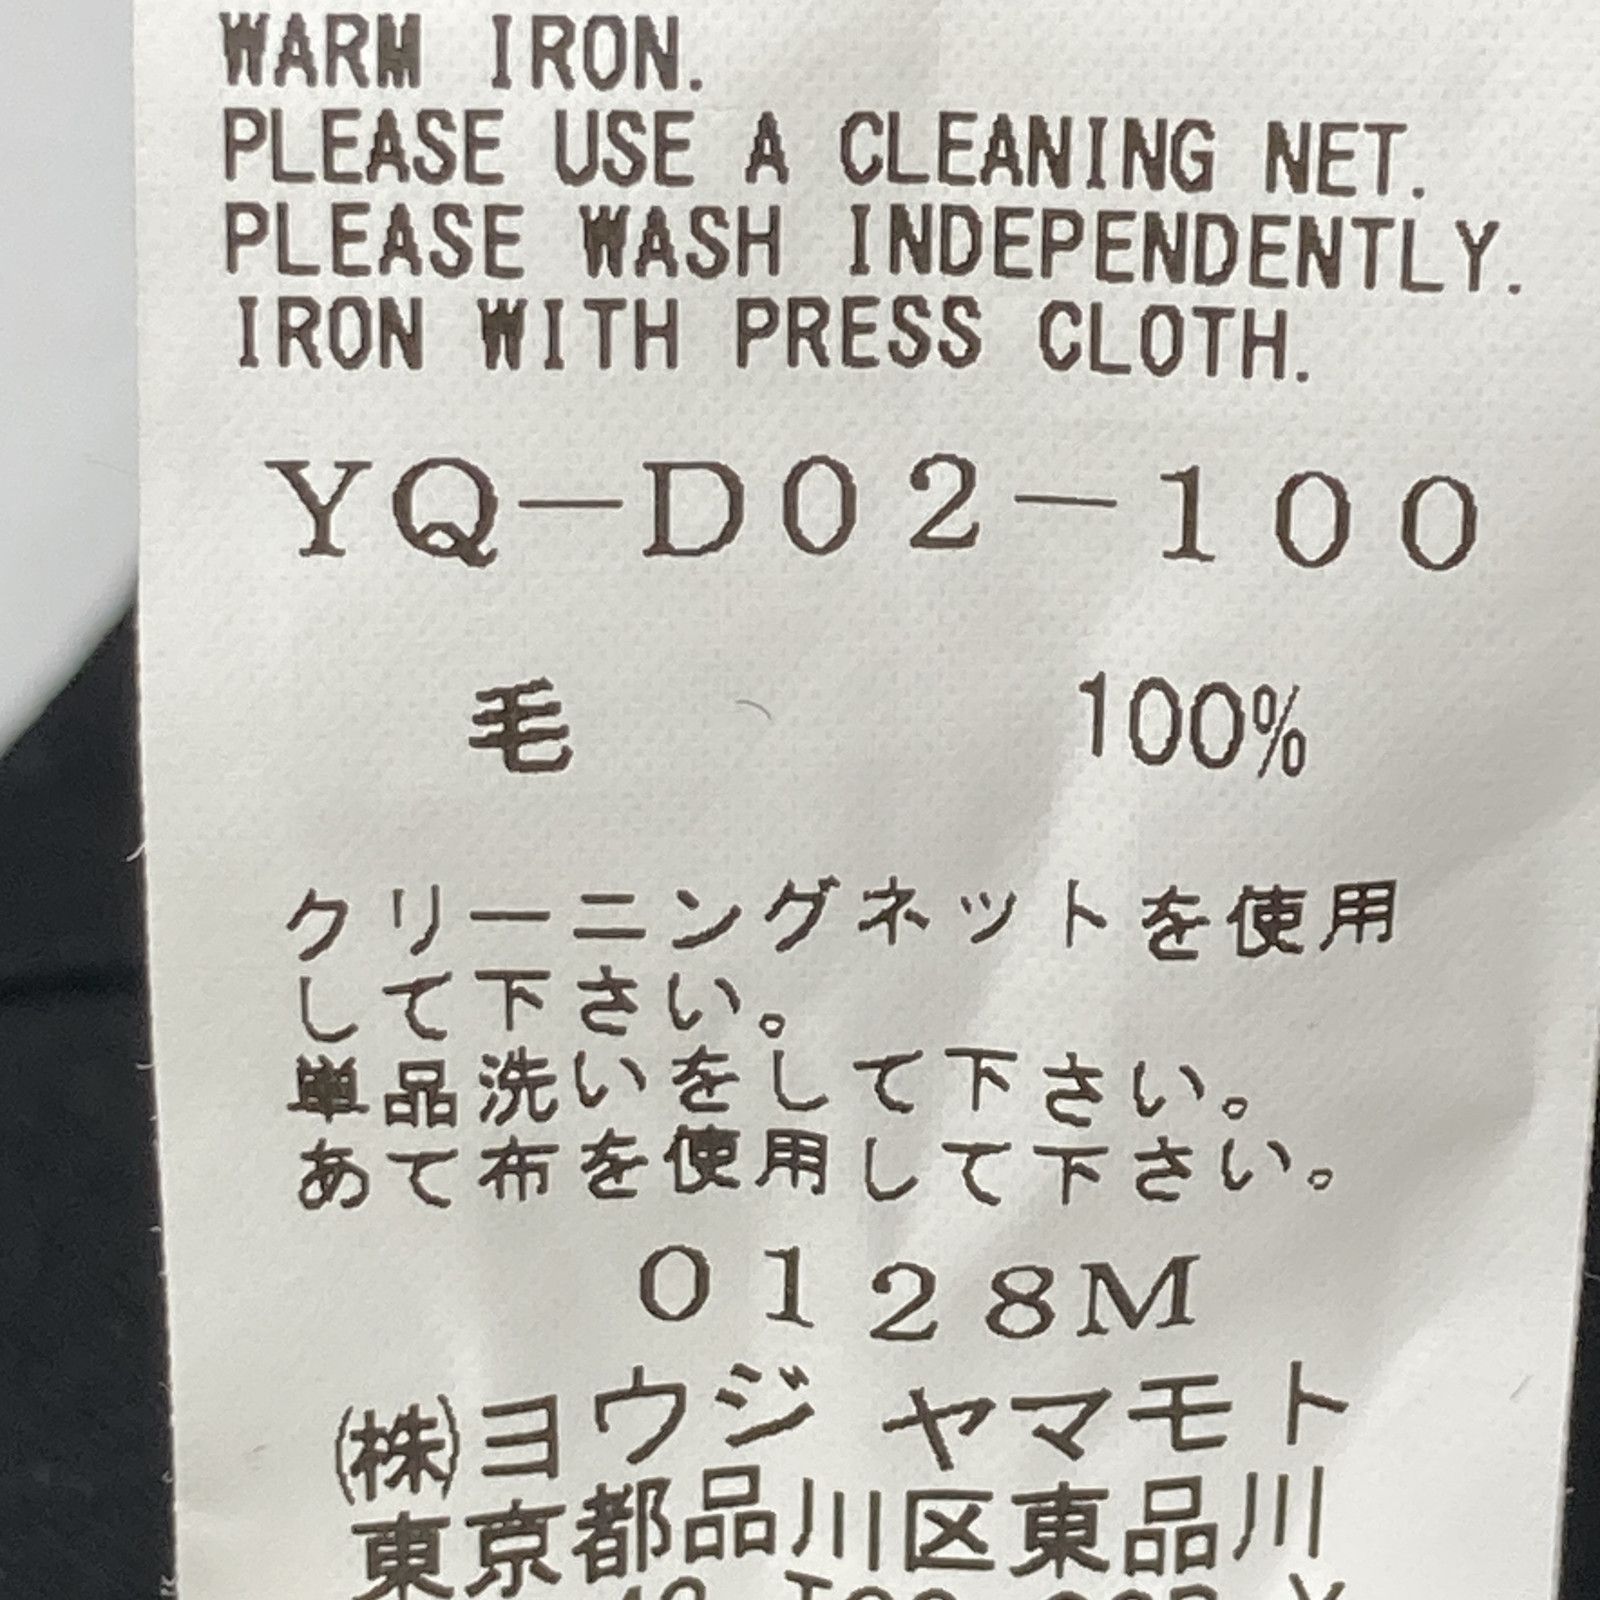 WARM IRON.
PLEASE USE A CLEANING NET.
PLEASE WASH INDEPENDENTLY.
IRON WITH PRESS CLOTH.
YQ－D02－100
毛 100%
クリーニングネットを使用
して下さい。
単品洗いをして下さい。
あて布を使用して下さい。
0128M
(株)ヨウジ ヤマモト
東京都品川区東品川